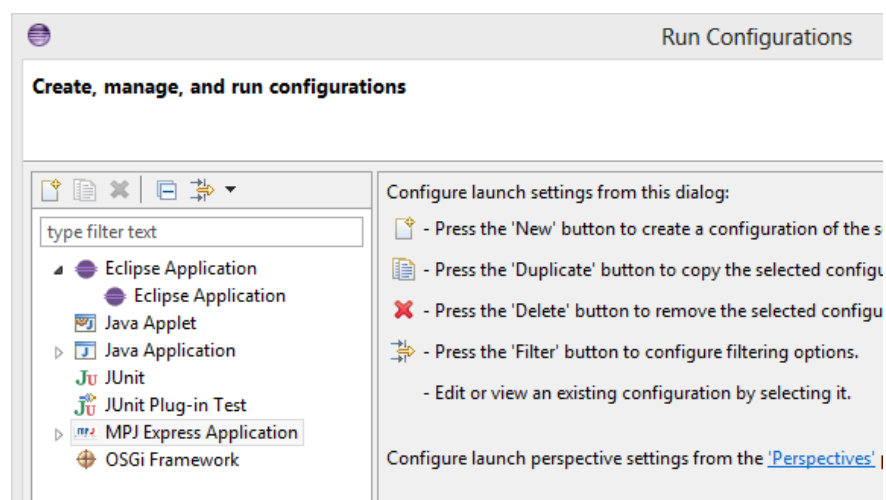 Run Configurations
Create, manage, and run configurations
type filter text
Eclipse Application
Eclipse Application
Java Applet
Java Application
JUnit
JUnit Plug-in Test
MPJ Express Application
OSGi Framework
Configure launch settings from this dialog:
- Press the 'New' button to create a configuration of the
- Press the 'Duplicate' button to copy the selected
- Press the 'Delete' button to remove the selected
- Press the 'Filter' button to configure filtering options.
- Edit or view an existing configuration by selecting it.
Configure launch perspective settings from the 'Perspectives'